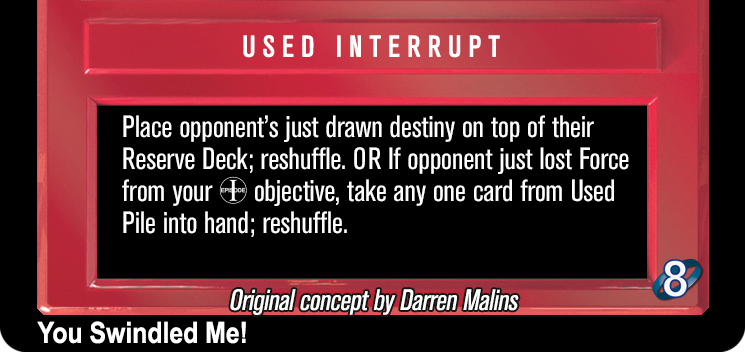 USED INTERRUPT
Place opponent's just drawn destiny on top of their
Reserve Deck; reshuffle. OR If opponent just lost Force
from your EPISODE I objective, take any one card from Used
Pile into hand; reshuffle.
8
Original concept by Darren Malins
You Swindled Me!